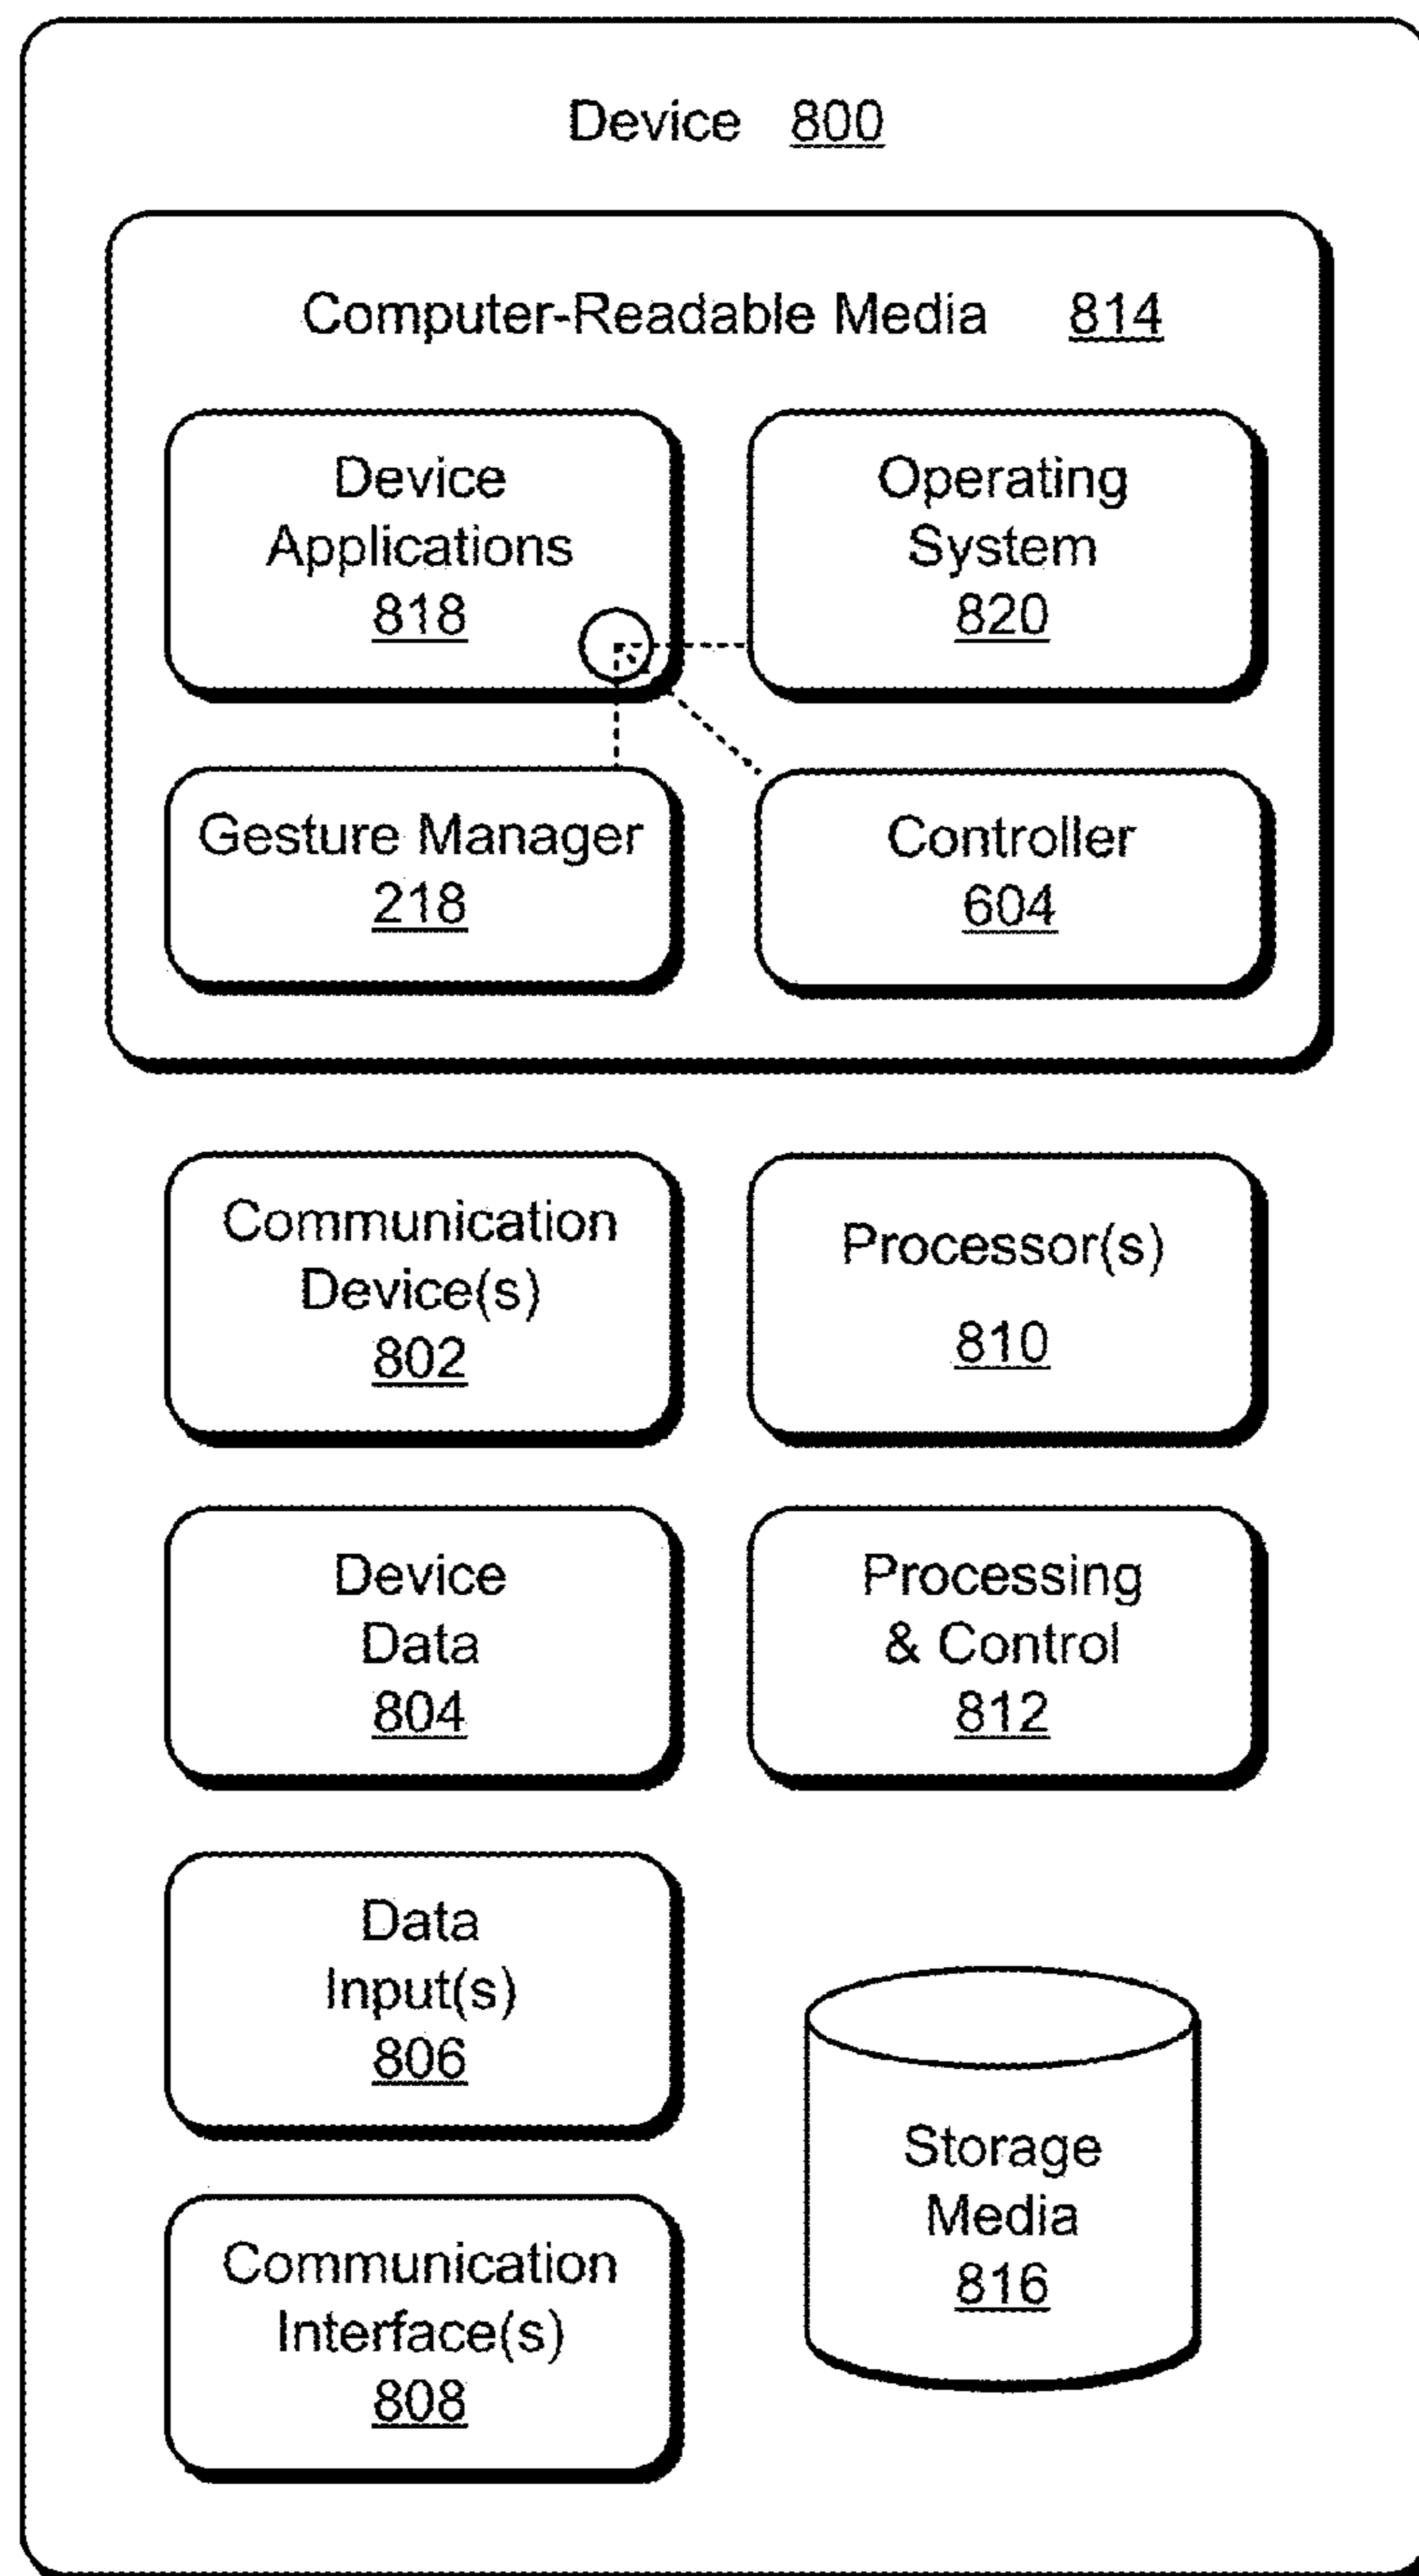 Device 800
Computer-Readable Media 814
Device
Applications
818
Operating
System
820
Gesture Manager
218
Controller
604
Communication
Device(s)
802
Processor(s)
810
Device
Data
804
Processing
& Control
812
Data
Input(s)
806
Storage
Media
816
Communication
Interface(s)
808